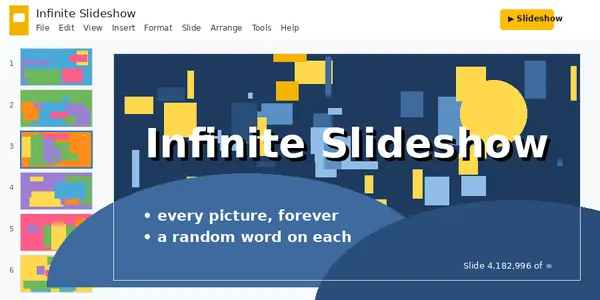 Infinite Slideshow
File Edit View Insert Format Slide Arrange Tools Help
▶ Slideshow
1
2
3
4
5
6
Infinite Slideshow
• every picture, forever
• a random word on each
Slide 4,182,996 of ∞